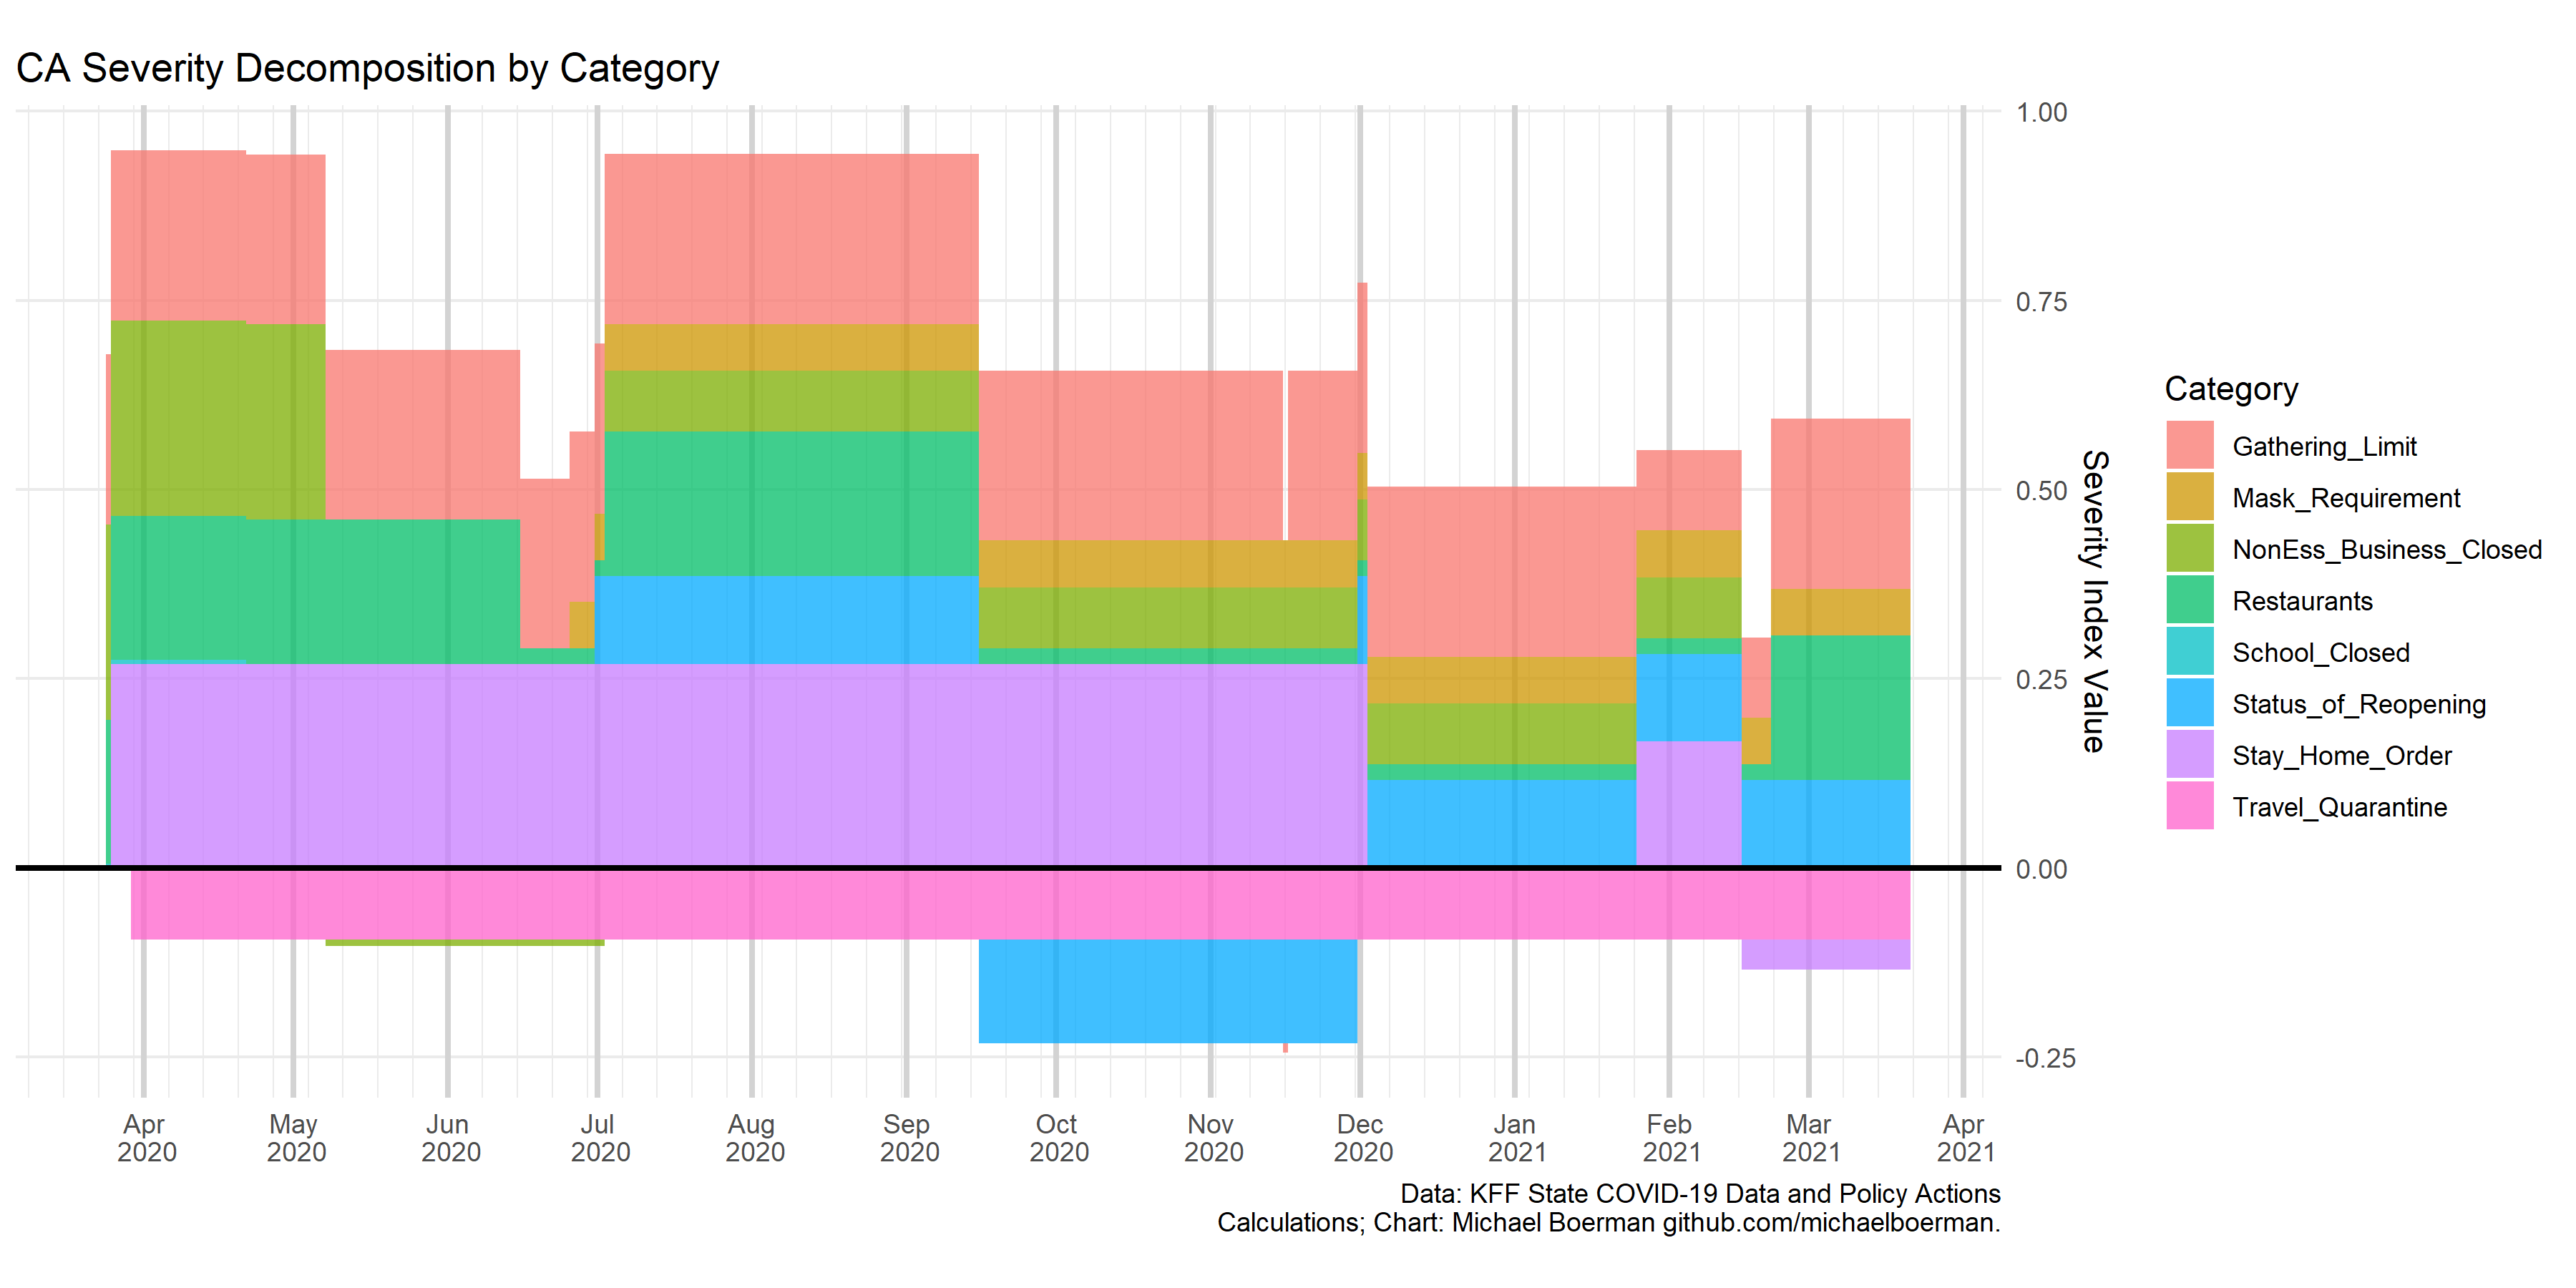 CA Severity Decomposition by Category
1.00
0.75
0.50
0.25
0.00
-0.25
Severity Index Value
Category
Gathering_Limit
Mask_Requirement
NonEss_Business_Closed
Restaurants
School_Closed
Status_of_Reopening
Stay_Home_Order
Travel_Quarantine
Apr May Jun Jul Aug Sep Oct Nov Dec Jan Feb Mar Apr
2020 2020 2020 2020 2020 2020 2020 2020 2020 2021 2021 2021 2021
Data: KFF State COVID-19 Data and Policy Actions
Calculations; Chart: Michael Boerman github.com/michaelboerman.